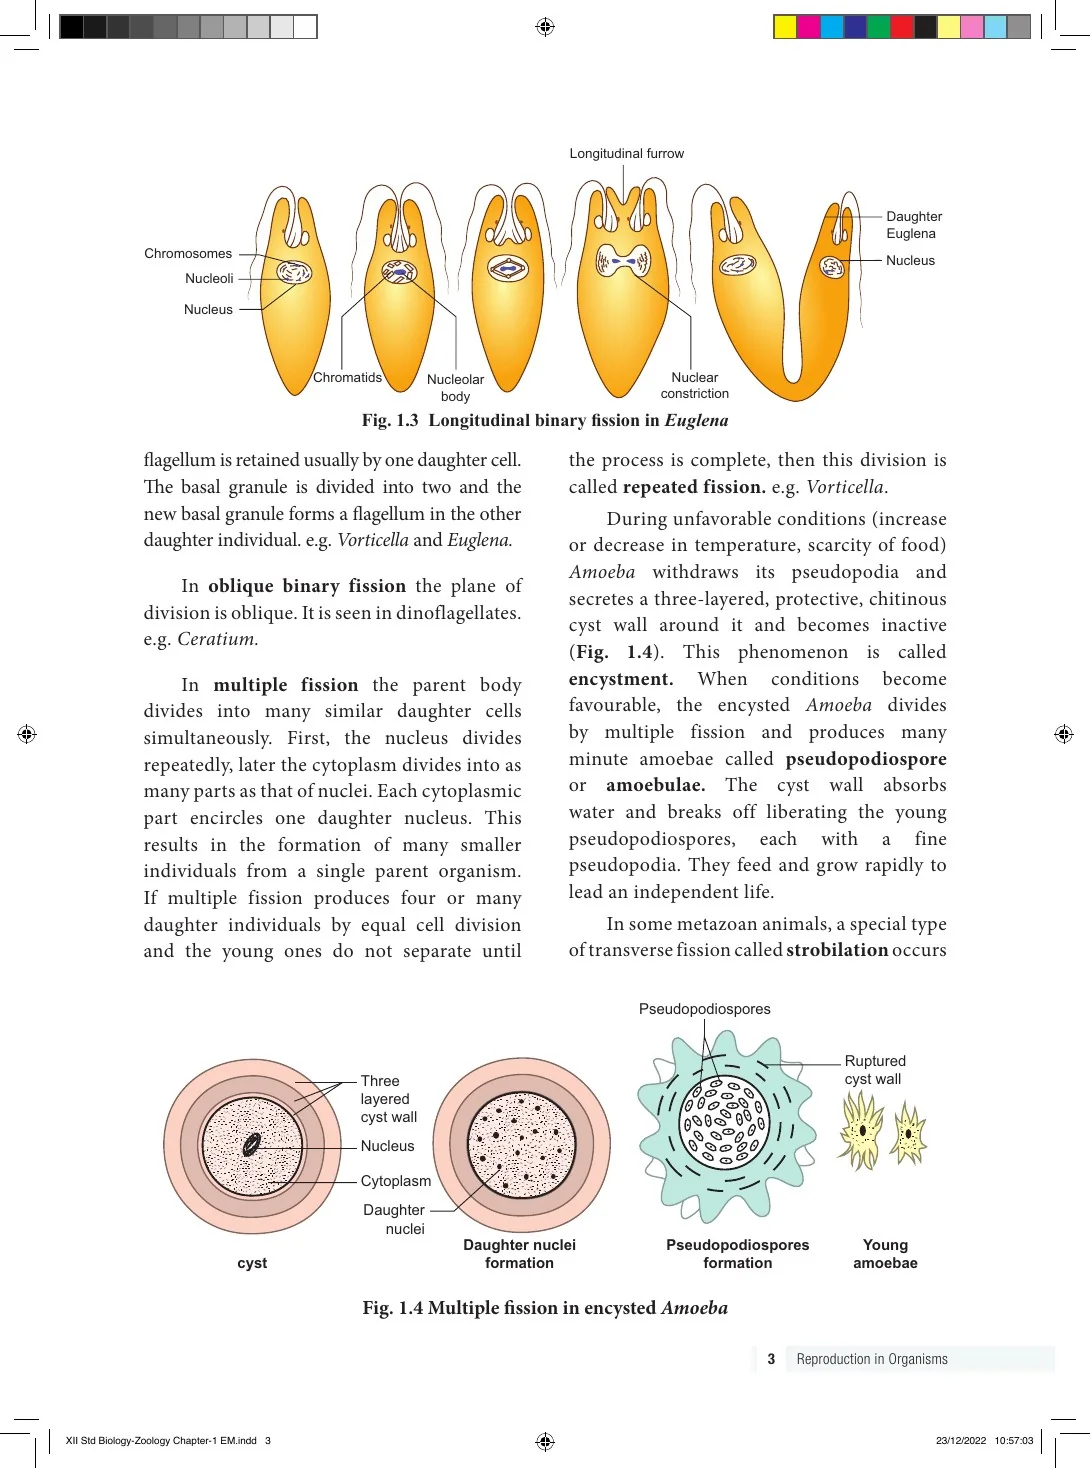 Longitudinal furrow
Chromosomes
Nucleoli
Nucleus
Daughter
Euglena
Nucleus
Chromatids
Nucleolar
body
Nuclear
constriction
Fig. 1.3 Longitudinal binary fission in Euglena
flagellum is retained usually by one daughter cell.
The basal granule is divided into two and the
new basal granule forms a flagellum in the other
daughter individual. e.g. Vorticella and Euglena.
In oblique binary fission the plane of
division is oblique. It is seen in dinoflagellates.
e.g. Ceratium.
In multiple fission the parent body
divides into many similar daughter cells
simultaneously. First, the nucleus divides
repeatedly, later the cytoplasm divides into as
many parts as that of nuclei. Each cytoplasmic
part encircles one daughter nucleus. This
results in the formation of many smaller
individuals from a single parent organism.
If multiple fission produces four or many
daughter individuals by equal cell division
and the young ones do not separate until
the process is complete, then this division is
called repeated fission. e.g. Vorticella.
During unfavorable conditions (increase
or decrease in temperature, scarcity of food)
Amoeba withdraws its pseudopodia and
secretes a three-layered, protective, chitinous
cyst wall around it and becomes inactive
(Fig. 1.4). This phenomenon is called
encystment. When conditions become
favourable, the encysted Amoeba divides
by multiple fission and produces many
minute amoebae called pseudopodiospore
or amoebulae. The cyst wall absorbs
water and breaks off liberating the young
pseudopodiospores, each with a fine
pseudopodia. They feed and grow rapidly to
lead an independent life.
In some metazoan animals, a special type
of transverse fission called strobilation occurs
Pseudopodiospores
Three
layered
cyst wall
Nucleus
Cytoplasm
Daughter
nuclei
Ruptured
cyst wall
cyst
Daughter nuclei
formation
Pseudopodiospores
formation
Young
amoebae
Fig. 1.4 Multiple fission in encysted Amoeba
3 Reproduction in Organisms
XII Std Biology-Zoology Chapter-1 EM.indd 3
23/12/2022 10:57:03